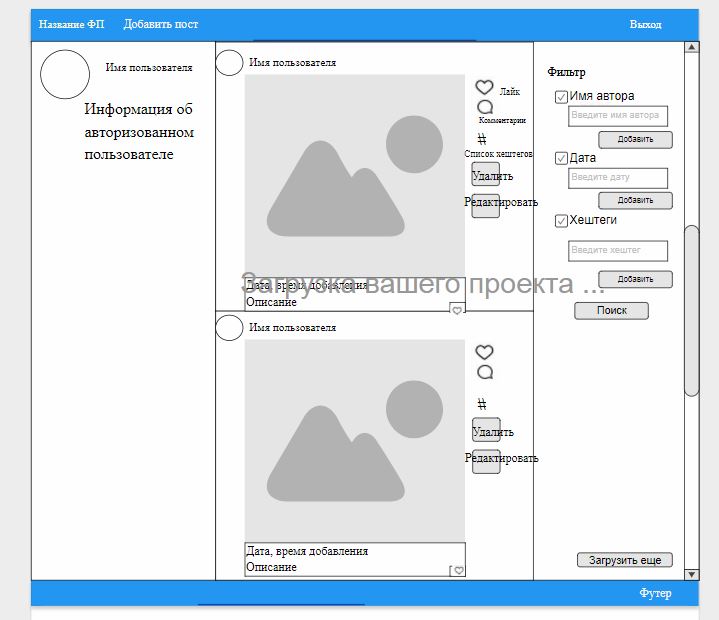 Название ФП
Добавить пост
Выход
Имя пользователя
Информация об
авторизованном
пользователе
Имя пользователя
Лайк
Комментарии
#
Список хештегов
Удалить
Редактировать
Дата, время добавления
Описание
Загрузка вашего проекта ...
Имя пользователя
#
Удалить
Редактировать
Дата, время добавления
Описание
Фильтр
Имя автора
Введите имя автора
Добавить
Дата
Введите дату
Добавить
Хештеги
Введите хештег
Добавить
Поиск
Загрузить еще
Футер